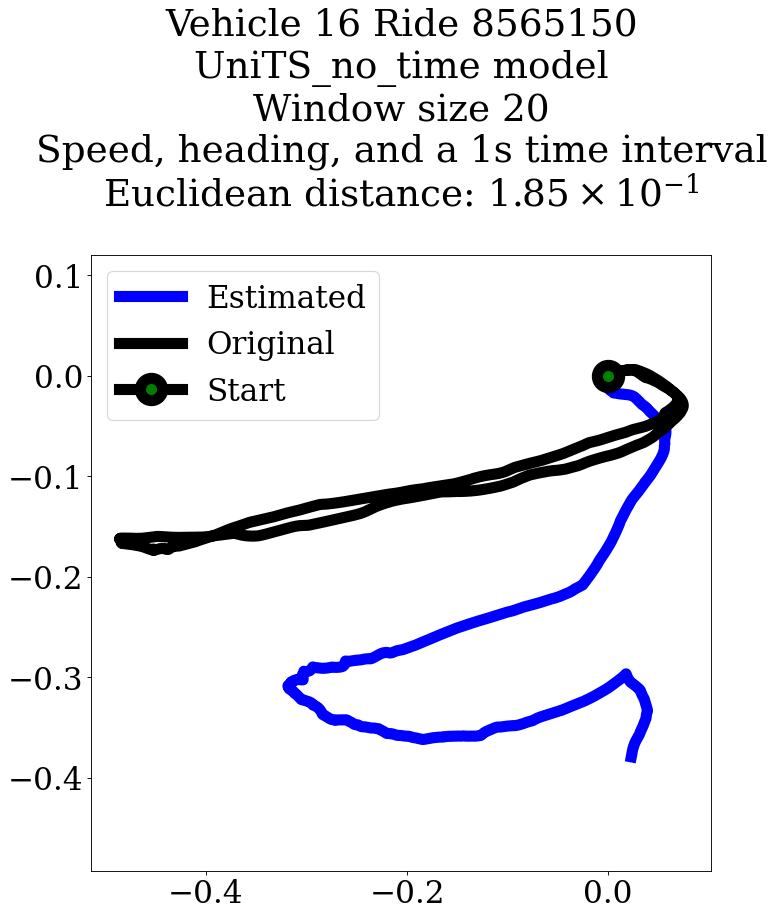 Vehicle 16 Ride 8565150
UniTS_no_time model
Window size 20
Speed, heading, and a 1s time interval
Euclidean distance: 1.85 × 10⁻¹
Estimated
Original
Start
0.1
0.0
−0.1
−0.2
−0.3
−0.4
−0.4
−0.2
0.0